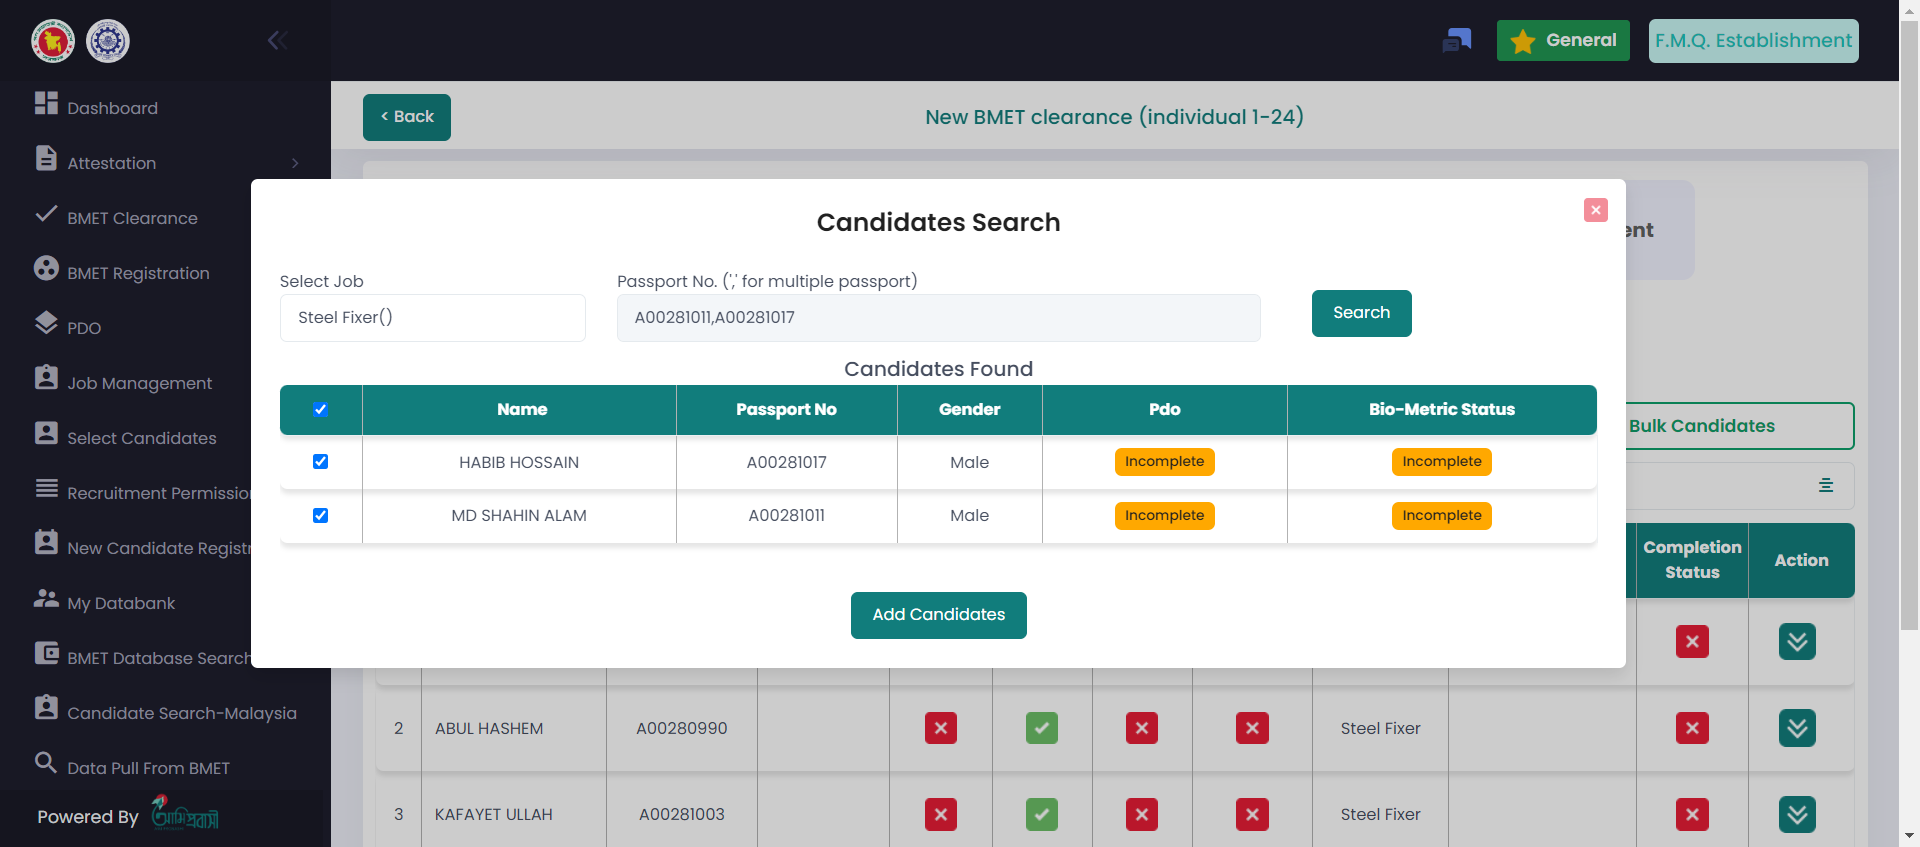 General
F.M.Q. Establishment
Dashboard
Attestation
BMET Clearance
BMET Registration
PDO
Job Management
Select Candidates
Recruitment Permission
New Candidate Registr
My Databank
BMET Database Search
Candidate Search-Malaysia
Data Pull From BMET
Powered By
আমি প্রবাসী
< Back
New BMET clearance (individual 1-24)
ent
Candidates Search
Select Job
Passport No. (',' for multiple passport)
Steel Fixer()
A00281011,A00281017
Search
Candidates Found
Name Passport No Gender Pdo Bio-Metric Status
HABIB HOSSAIN A00281017 Male Incomplete Incomplete
MD SHAHIN ALAM A00281011 Male Incomplete Incomplete
Add Candidates
Bulk Candidates
Completion
Status
Action
2 ABUL HASHEM A00280990 Steel Fixer
3 KAFAYET ULLAH A00281003 Steel Fixer